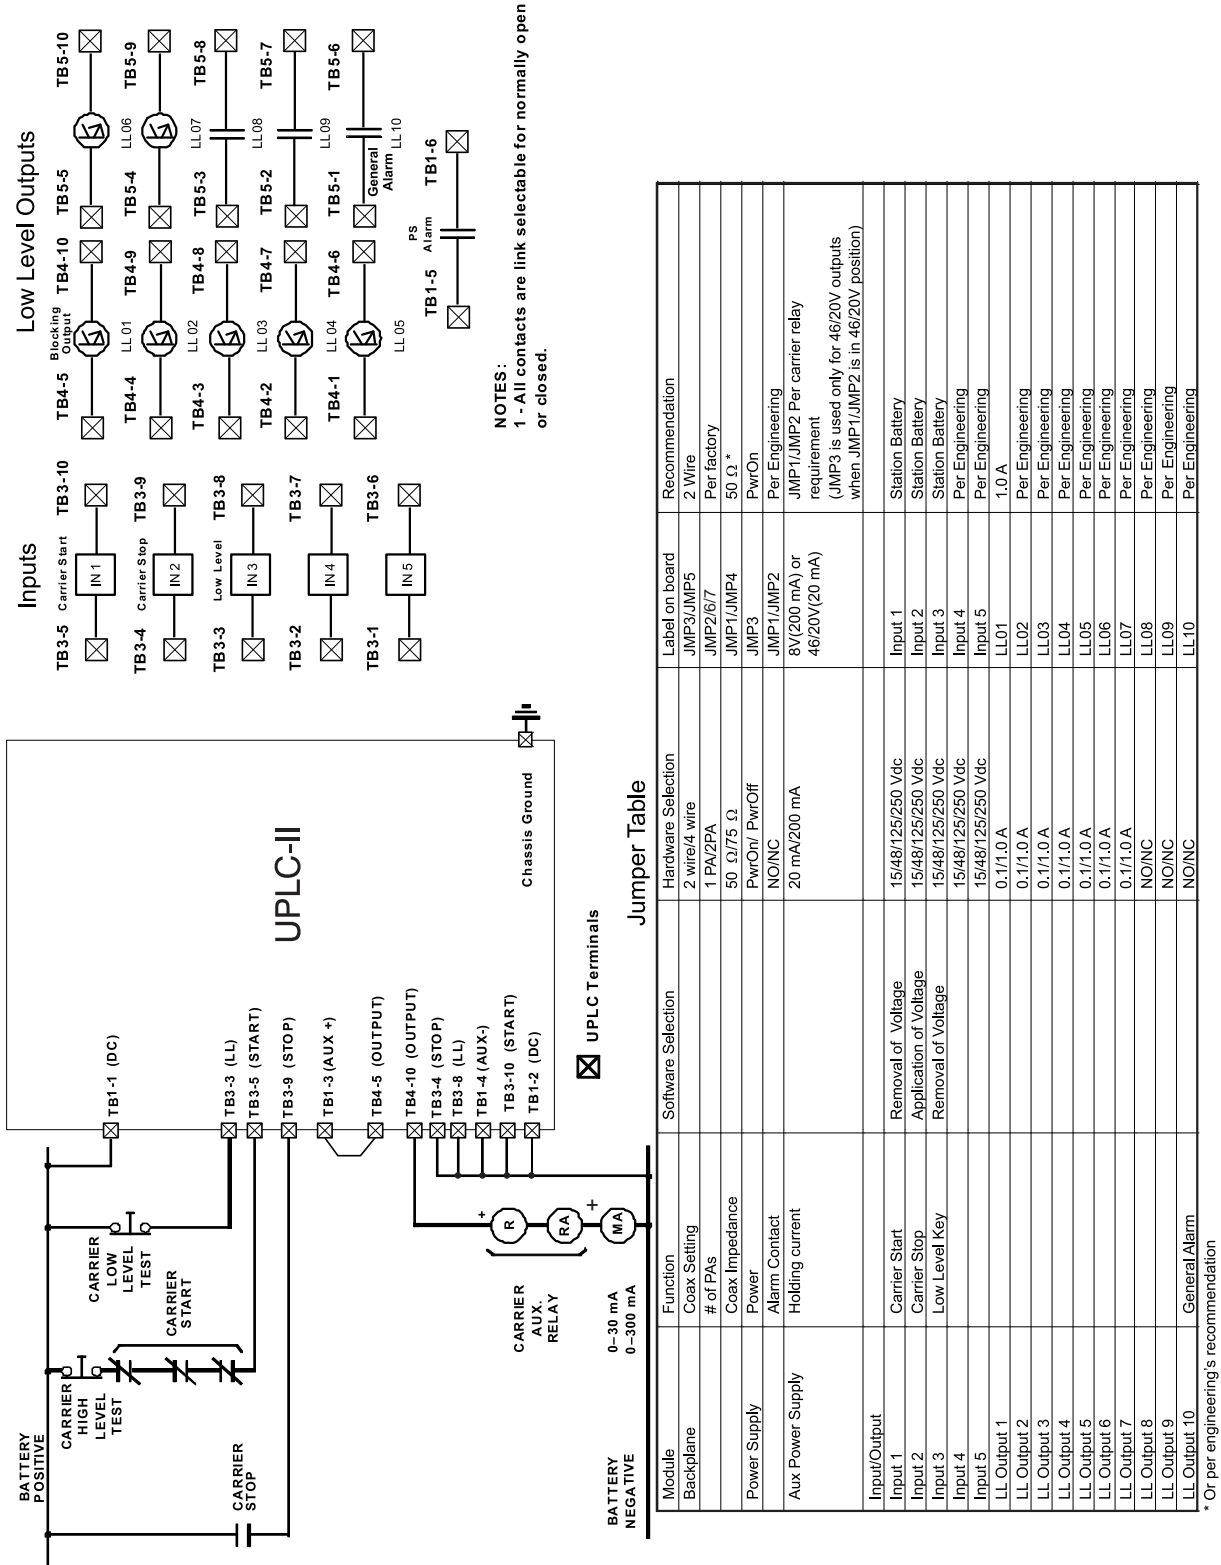 BATTERY
POSITIVE
CARRIER
HIGH
LEVEL
TEST
CARRIER
LOW
LEVEL
TEST
CARRIER
START
CARRIER
STOP
CARRIER
AUX.
RELAY
+
R
RA
+
MA
0–30 mA
0–300 mA
BATTERY
NEGATIVE
TB1-1 (DC)
TB3-3 (LL)
TB3-5 (START)
TB3-9 (STOP)
TB1-3 (AUX +)
TB4-5 (OUTPUT)
TB4-10 (OUTPUT)
TB3-4 (STOP)
TB3-8 (LL)
TB1-4 (AUX-)
TB3-10 (START)
TB1-2 (DC)
UPLC-II
Chassis Ground
UPLC Terminals
Inputs
TB3-5 Carrier Start TB3-10
IN 1
TB3-4 Carrier Stop TB3-9
IN 2
TB3-3 Low Level TB3-8
IN 3
TB3-2 TB3-7
IN 4
TB3-1 TB3-6
IN 5
Low Level Outputs
TB4-5 Blocking Output TB4-10
LL 01
TB4-4 TB4-9
LL 02
TB4-3 TB4-8
LL 03
TB4-2 TB4-7
LL 04
TB4-1 TB4-6
LL 05
TB5-5 TB5-10
LL06
TB5-4 TB5-9
LL07
TB5-3 TB5-8
LL08
TB5-2 TB5-7
LL09
TB5-1 TB5-6
General
Alarm
LL10
TB1-5 PS Alarm TB1-6
NOTES:
1 - All contacts are link selectable for normally open
or closed.
Jumper Table
Module Function Software Selection Hardware Selection Label on board Recommendation
Backplane Coax Setting 2 wire/4 wire JMP3/JMP5 2 Wire
# of PAs 1 PA/2PA JMP2/6/7 Per factory
Coax Impedance 50 Ω/75 Ω JMP1/JMP4 50 Ω *
Power Supply Power PwrOn/ PwrOff JMP3 PwrOn
Alarm Contact NO/NC JMP1/JMP2 Per Engineering
Aux Power Supply Holding current 20 mA/200 mA 8V(200 mA) or JMP1/JMP2 Per carrier relay
46/20V(20 mA) requirement
(JMP3 is used only for 46/20V outputs
when JMP1/JMP2 is in 46/20V position)
Input/Output
Input 1 Carrier Start Removal of Voltage 15/48/125/250 Vdc Input 1 Station Battery
Input 2 Carrier Stop Application of Voltage 15/48/125/250 Vdc Input 2 Station Battery
Input 3 Low Level Key Removal of Voltage 15/48/125/250 Vdc Input 3 Station Battery
Input 4 15/48/125/250 Vdc Input 4 Per Engineering
Input 5 15/48/125/250 Vdc Input 5 Per Engineering
LL Output 1 0.1/1.0 A LL01 1.0 A
LL Output 2 0.1/1.0 A LL02 Per Engineering
LL Output 3 0.1/1.0 A LL03 Per Engineering
LL Output 4 0.1/1.0 A LL04 Per Engineering
LL Output 5 0.1/1.0 A LL05 Per Engineering
LL Output 6 0.1/1.0 A LL06 Per Engineering
LL Output 7 0.1/1.0 A LL07 Per Engineering
LL Output 8 NO/NC LL08 Per Engineering
LL Output 9 NO/NC LL09 Per Engineering
LL Output 10 General Alarm NO/NC LL10 Per Engineering
* Or per engineering's recommendation